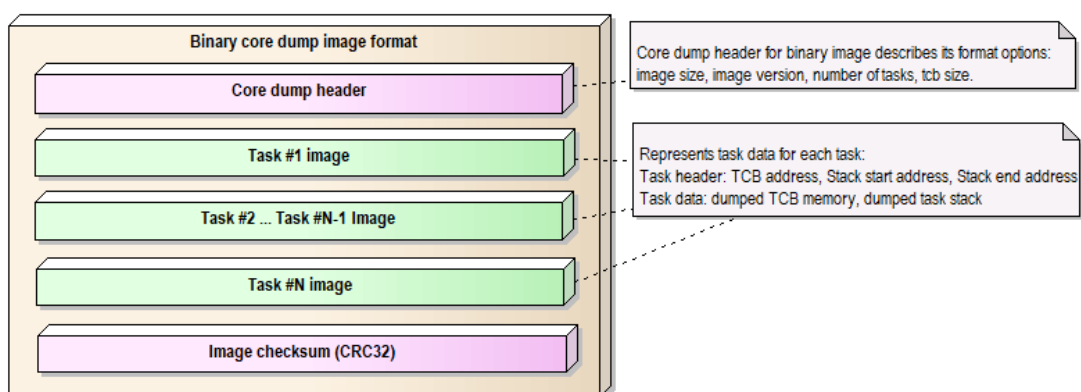 Binary core dump image format
Core dump header
Task #1 image
Task #2 ... Task #N-1 Image
Task #N image
Image checksum (CRC32)
Core dump header for binary image describes its format options:
image size, image version, number of tasks, tcb size.
Represents task data for each task:
Task header: TCB address, Stack start address, Stack end address
Task data: dumped TCB memory, dumped task stack